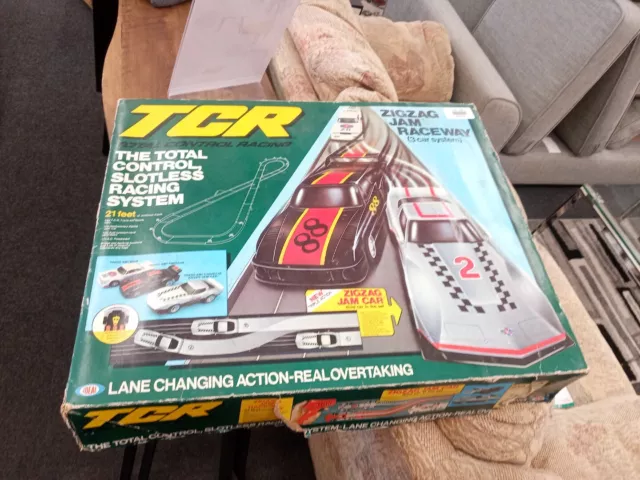 TCR
TOTAL CONTROL RACING
THE TOTAL
CONTROL
SLOTLESS
RACING
SYSTEM
21 feet
ZIGZAG
JAM
RACEWAY
(3 car system)
88
88
2
NEW
ZIGZAG
JAM CAR
IDEAL
LANE CHANGING ACTION-REAL OVERTAKING
TCR
THE TOTAL CONTROL, SLOTLESS RACING
SYSTEM-LANE CHANGING ACTION-REAL